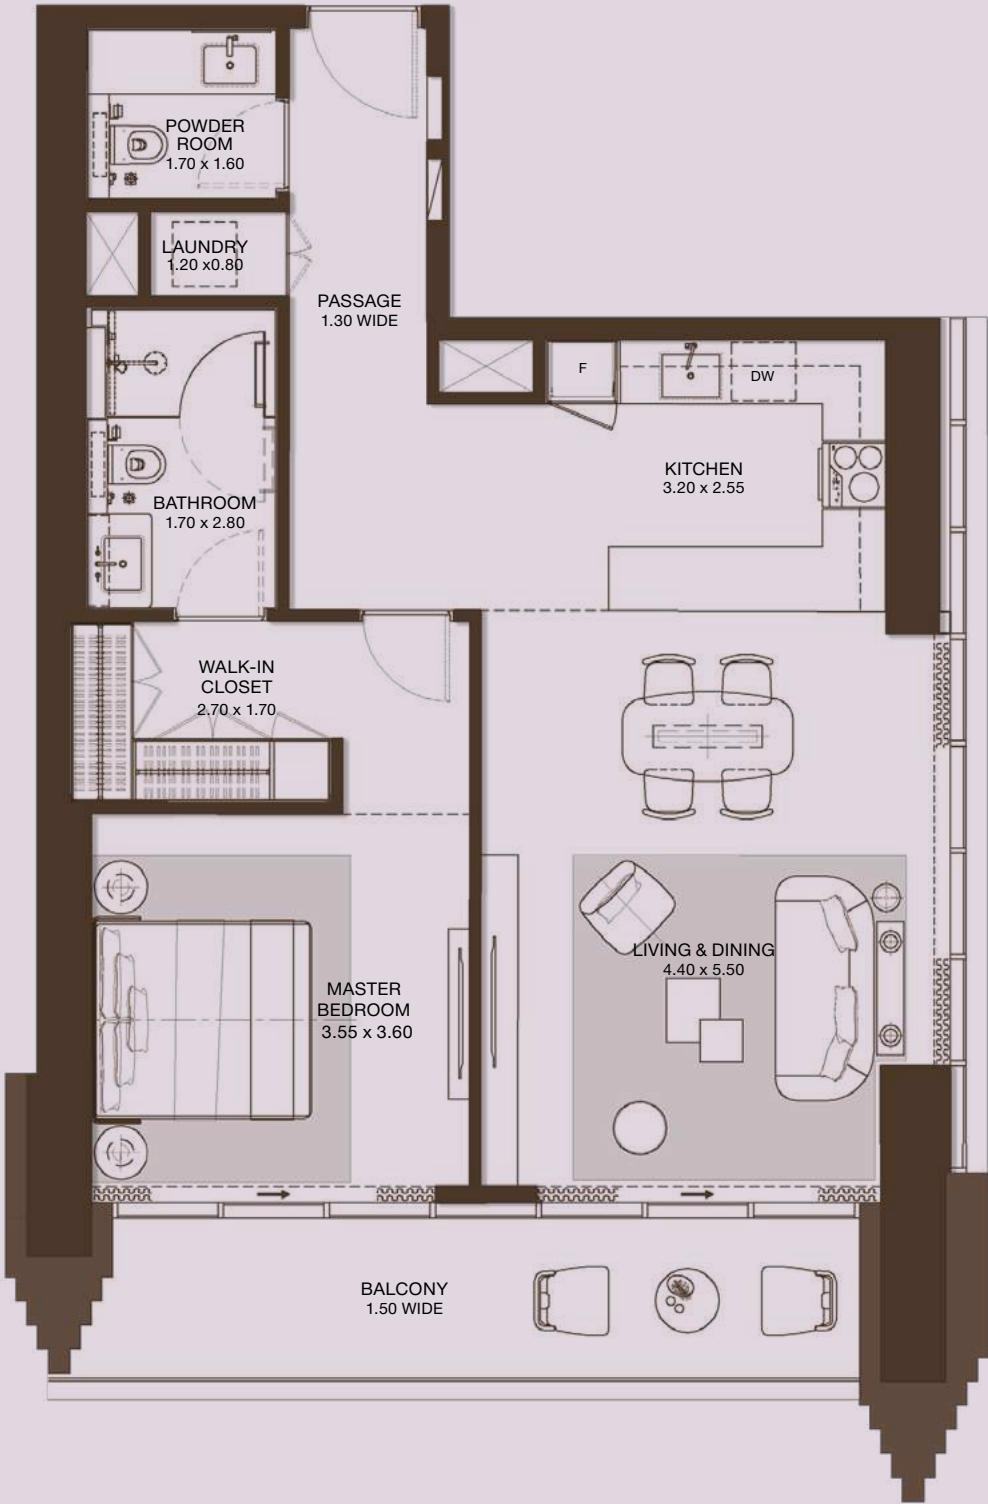 POWDER
ROOM
1.70 x 1.60
LAUNDRY
1.20 x0.80
PASSAGE
1.30 WIDE
F
DW
KITCHEN
3.20 x 2.55
BATHROOM
1.70 x 2.80
WALK-IN
CLOSET
2.70 x 1.70
LIVING & DINING
4.40 x 5.50
MASTER
BEDROOM
3.55 x 3.60
BALCONY
1.50 WIDE